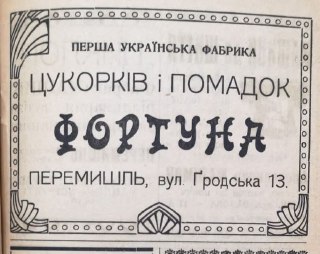 ПЕРША УКРАЇНСЬКА ФАБРИКА
ЦУКОРКІВ і ПОМАДОК
ФОРТУНА
ПЕРЕМИШЛЬ, вул. Ґродська 13.